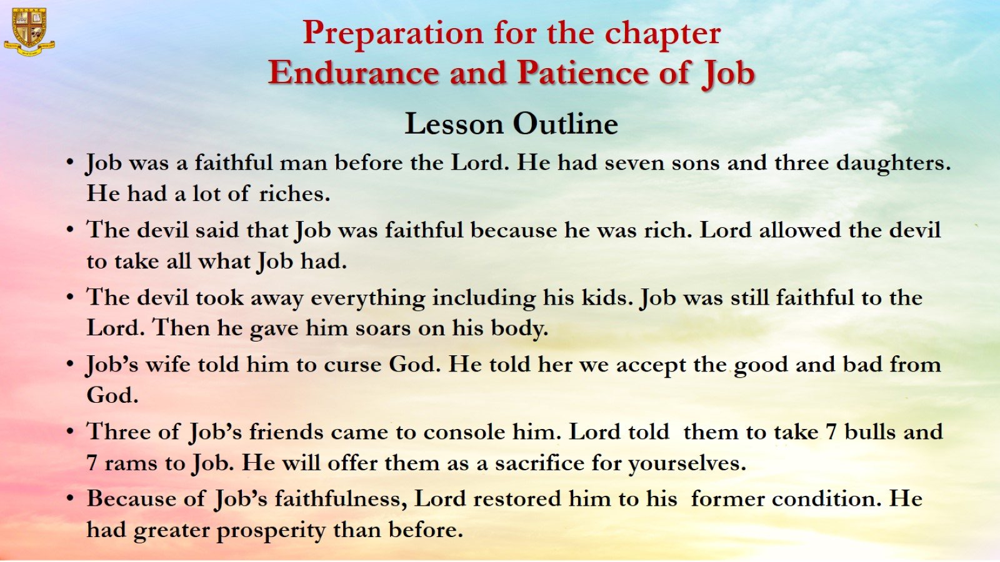 Preparation for the chapter
Endurance and Patience of Job
Lesson Outline
• Job was a faithful man before the Lord. He had seven sons and three daughters.
He had a lot of riches.
• The devil said that Job was faithful because he was rich. Lord allowed the devil
to take all what Job had.
• The devil took away everything including his kids. Job was still faithful to the
Lord. Then he gave him soars on his body.
• Job’s wife told him to curse God. He told her we accept the good and bad from
God.
• Three of Job’s friends came to console him. Lord told them to take 7 bulls and
7 rams to Job. He will offer them as a sacrifice for yourselves.
• Because of Job’s faithfulness, Lord restored him to his former condition. He
had greater prosperity than before.